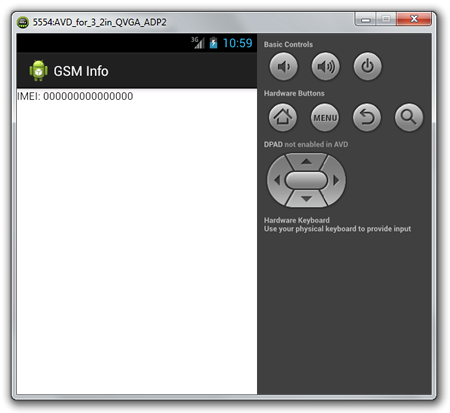 5554:AVD_for_3_2in_QVGA_ADP2
3G 10:59
GSM Info
IMEI: 000000000000000
Basic Controls
Hardware Buttons
MENU
DPAD not enabled in AVD
Hardware Keyboard
Use your physical keyboard to provide input